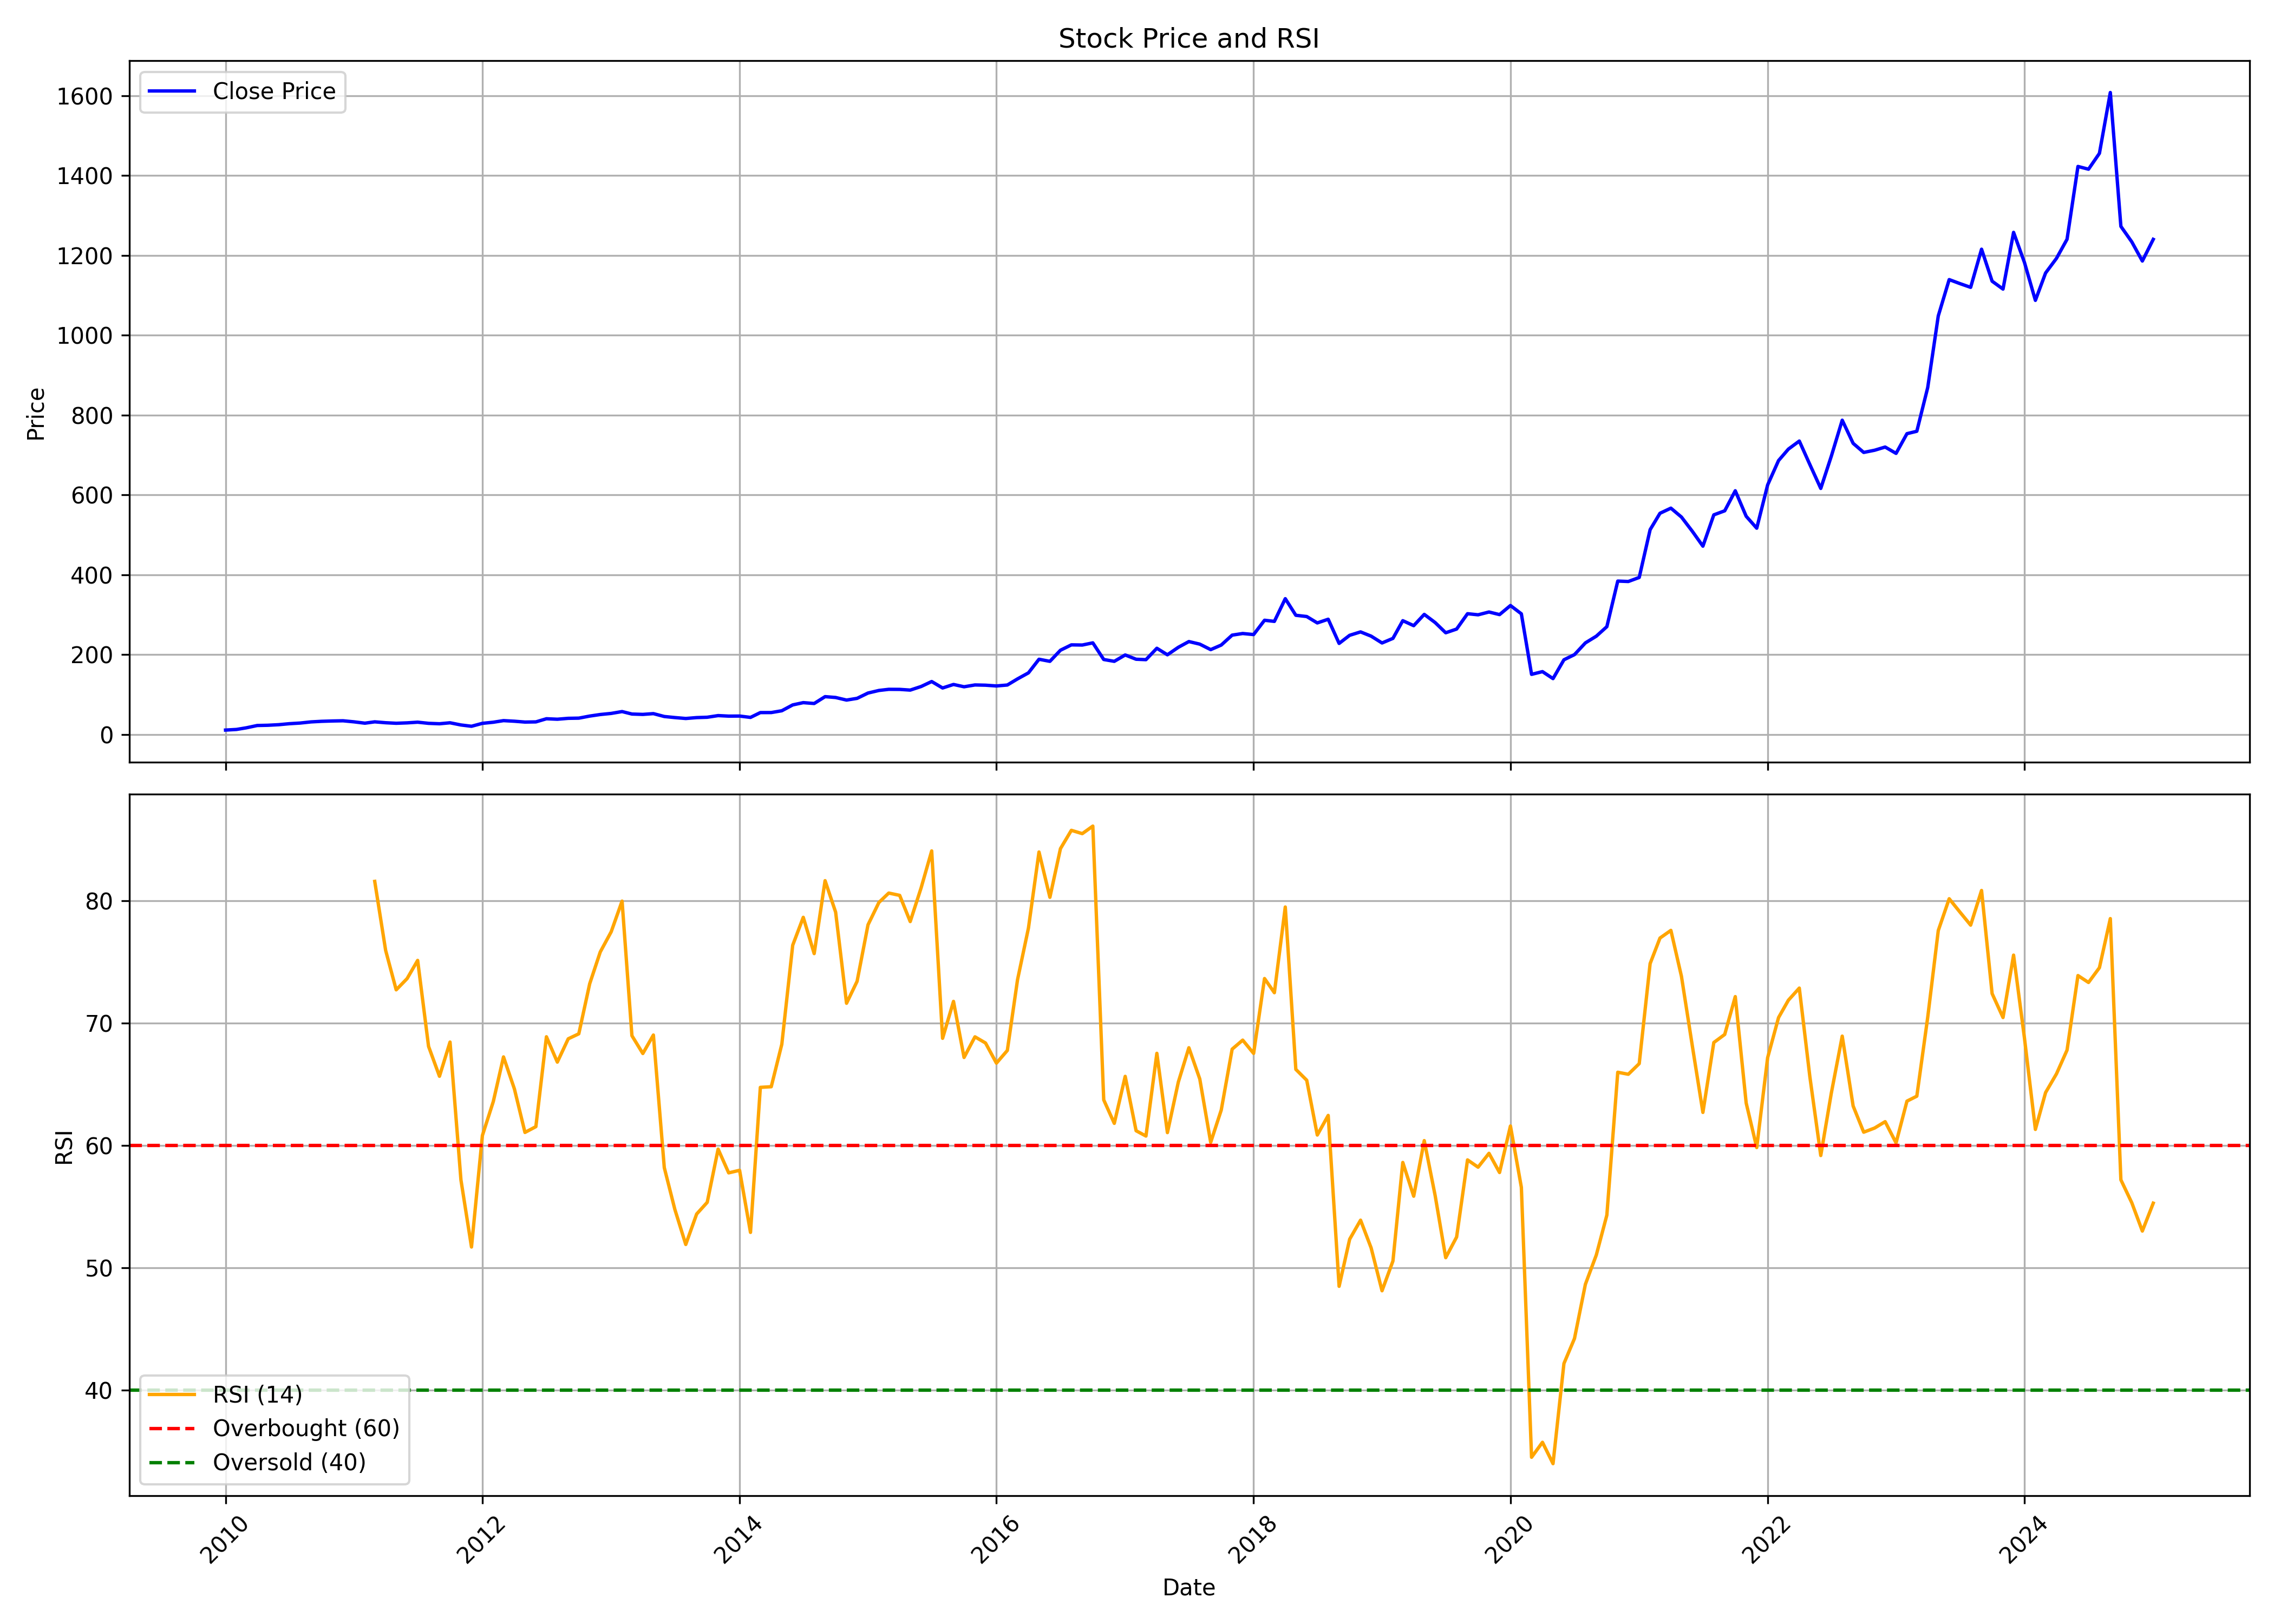 Stock Price and RSI
Close Price
1600
1400
1200
1000
800
600
400
200
0
Price
80
70
60
50
40
RSI
RSI (14)
Overbought (60)
Oversold (40)
2010
2012
2014
2016
2018
2020
2022
2024
Date